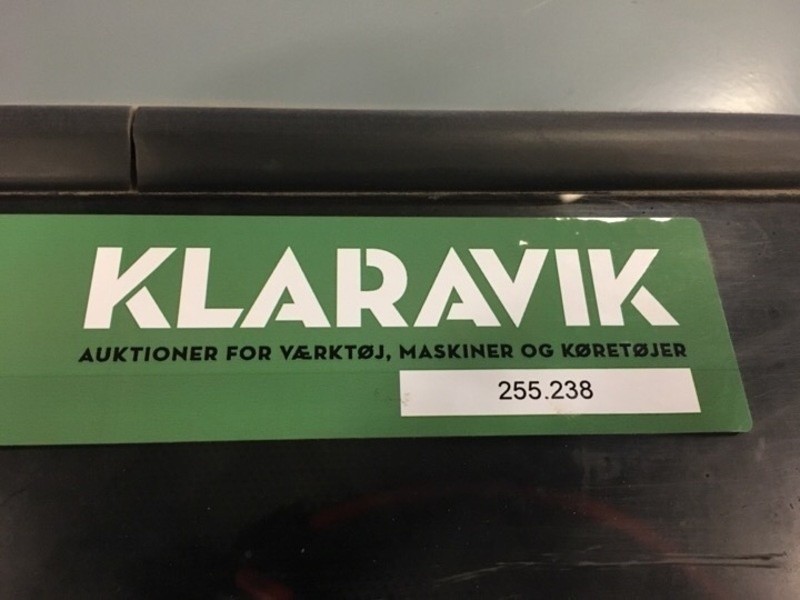 KLARAVIK
AUKTIONER FOR VÆRKTØJ, MASKINER OG KØRETØJER
255.238